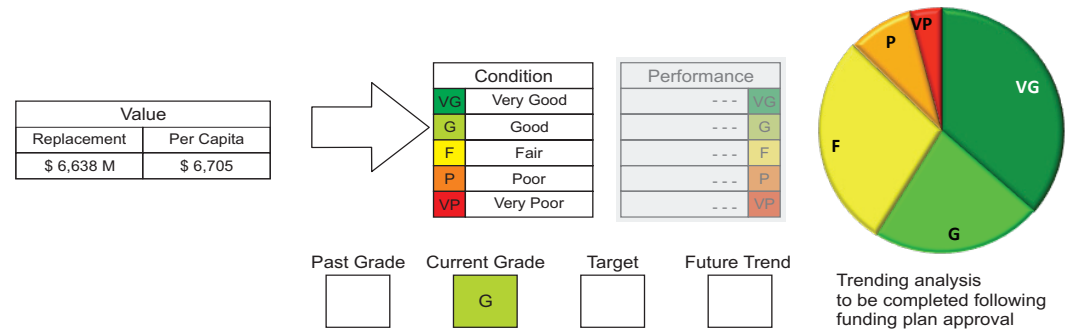 Value
Replacement Per Capita
$ 6,638 M $ 6,705
Condition
VG Very Good
G Good
F Fair
P Poor
VP Very Poor
Performance
--- VG
--- G
--- F
--- P
--- VP
VP
P
VG
F
G
Past Grade Current Grade Target Future Trend
G
Trending analysis
to be completed following
funding plan approval